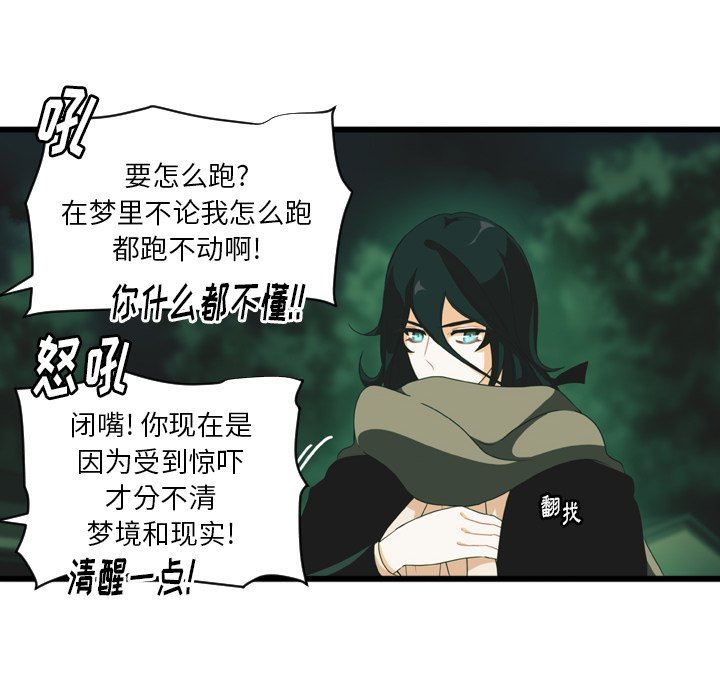 吼
要怎么跑?
在梦里不论我怎么跑
都跑不动啊!
你什么都不懂!!
怒吼
闭嘴! 你现在是
因为受到惊吓
才分不清
梦境和现实!
清醒一点!
翻找